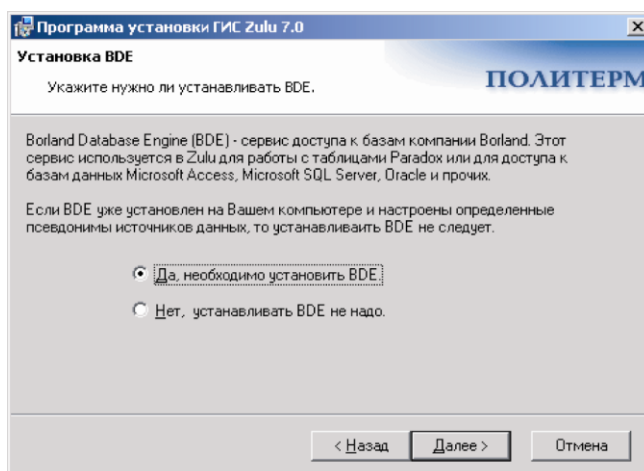 Программа установки ГИС Zulu 7.0
Установка BDE
Укажите нужно ли устанавливать BDE.
ПОЛИТЕРМ
Borland Database Engine (BDE) - сервис доступа к базам компании Borland. Этот
сервис используется в Zulu для работы с таблицами Paradox или для доступа к
базам данных Microsoft Access, Microsoft SQL Server, Oracle и прочих.
Если BDE уже установлен на Вашем компьютере и настроены определенные
псевдонимы источников данных, то устанавливаить BDE не следует.
Да, необходимо установить BDE.
Нет, устанавливать BDE не надо.
< Назад
Далее >
Отмена